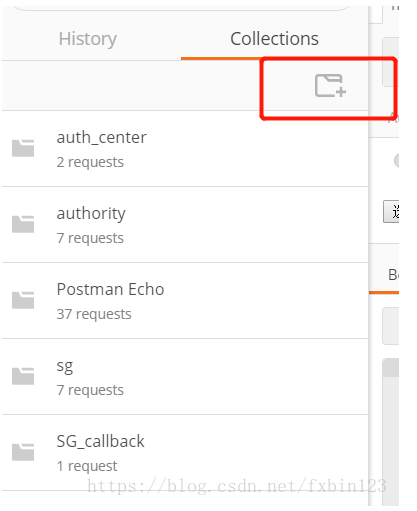 History
Collections
auth_center
2 requests
authority
7 requests
Postman Echo
37 requests
sg
7 requests
SG_callback
1 request
https://blog.csdn.net/fxbin123